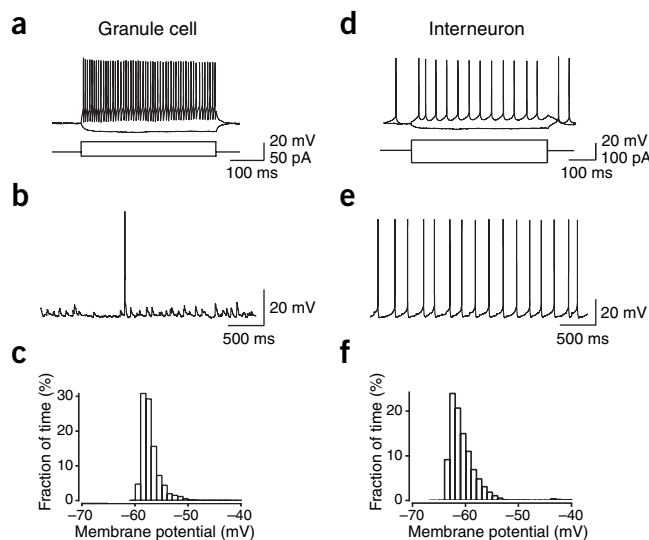 a
Granule cell
20 mV
50 pA
100 ms
b
20 mV
500 ms
c
Fraction of time (%)
30
20
10
0
–70
–60
–50
–40
Membrane potential (mV)
d
Interneuron
20 mV
100 pA
100 ms
e
20 mV
500 ms
f
Fraction of time (%)
20
10
0
–70
–60
–50
–40
Membrane potential (mV)